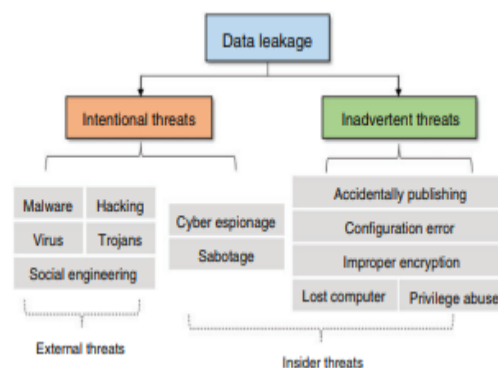 Data leakage
Intentional threats
Inadvertent threats
Malware
Hacking
Virus
Trojans
Social engineering
Cyber espionage
Sabotage
Accidentally publishing
Configuration error
Improper encryption
Lost computer
Privilege abuse
External threats
Insider threats